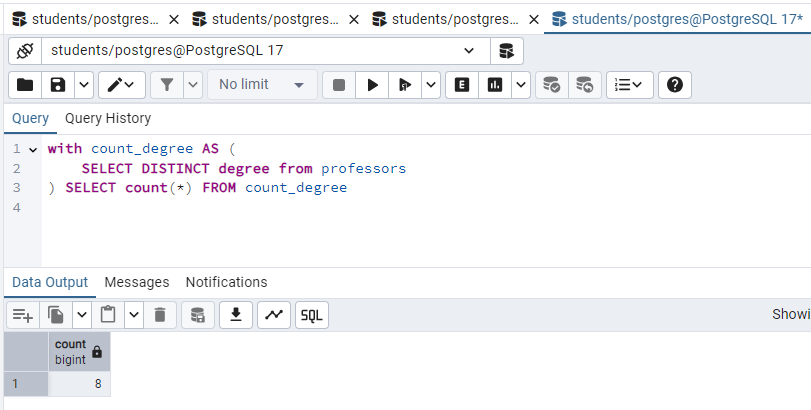 students/postgres... students/postgres... students/postgres... students/postgres@PostgreSQL 17*
students/postgres@PostgreSQL 17
No limit E
Query Query History
1 with count_degree AS (
2 SELECT DISTINCT degree from professors
3 ) SELECT count(*) FROM count_degree
4
Data Output Messages Notifications
SQL Showi
count
bigint
1 8